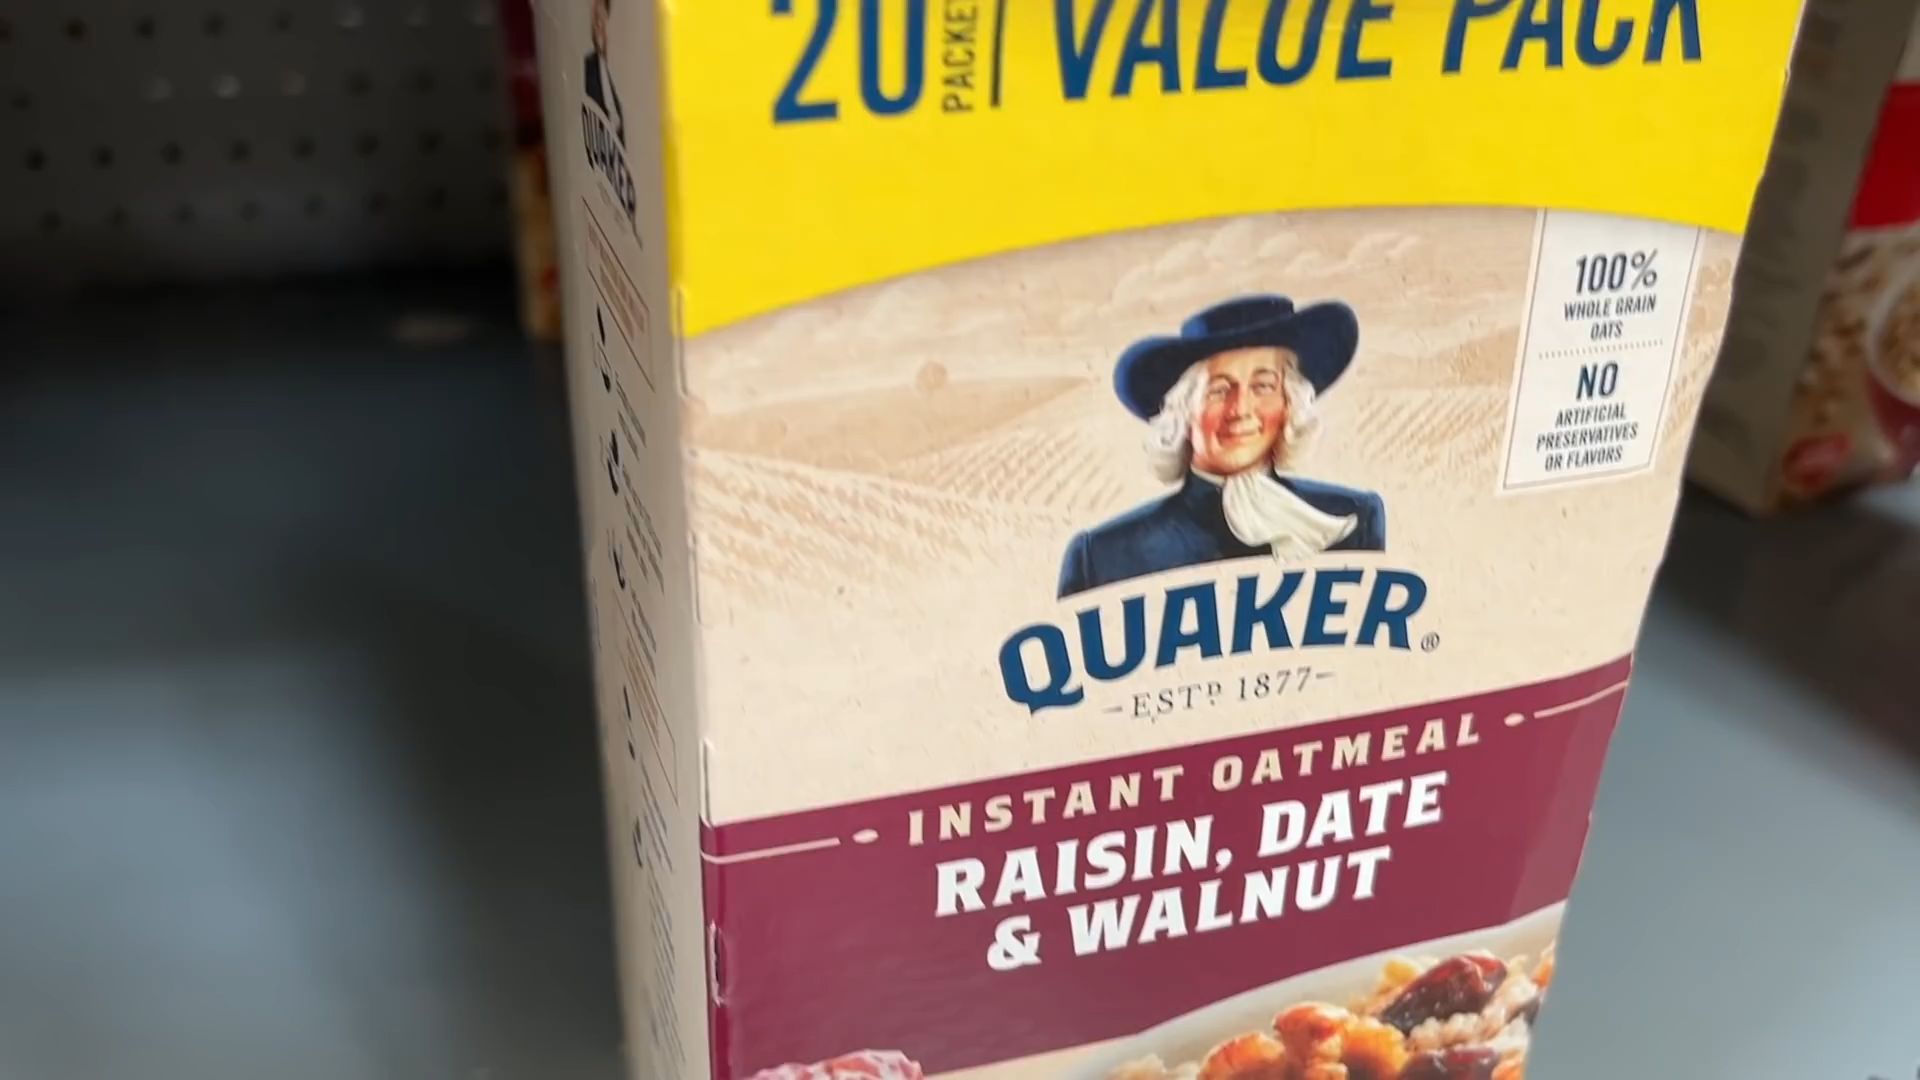 20 PACKETS VALUE PACK
100%
WHOLE GRAIN
OATS
NO
ARTIFICIAL
PRESERVATIVES
OR FLAVORS
QUAKER®
-ESTD 1877-
INSTANT OATMEAL
RAISIN, DATE
& WALNUT
QUAKER